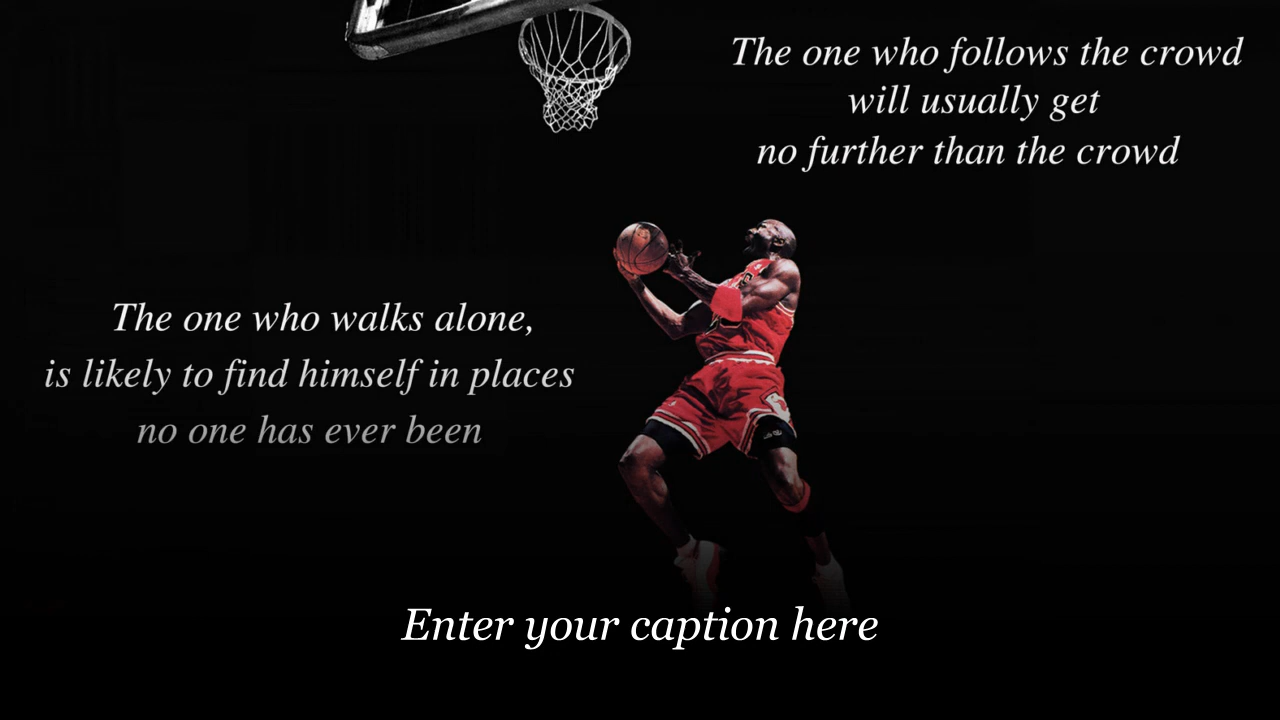 The one who follows the crowd
will usually get
no further than the crowd
The one who walks alone,
is likely to find himself in places
no one has ever been
Enter your caption here